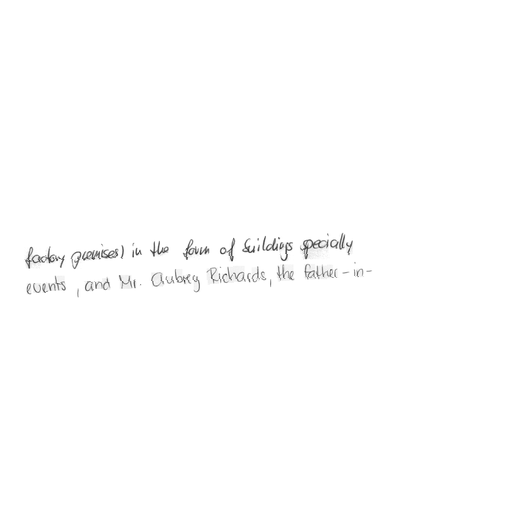 factory premises) in the form of buildings specially
events, and Mr. Aubrey Richards, the father-in-